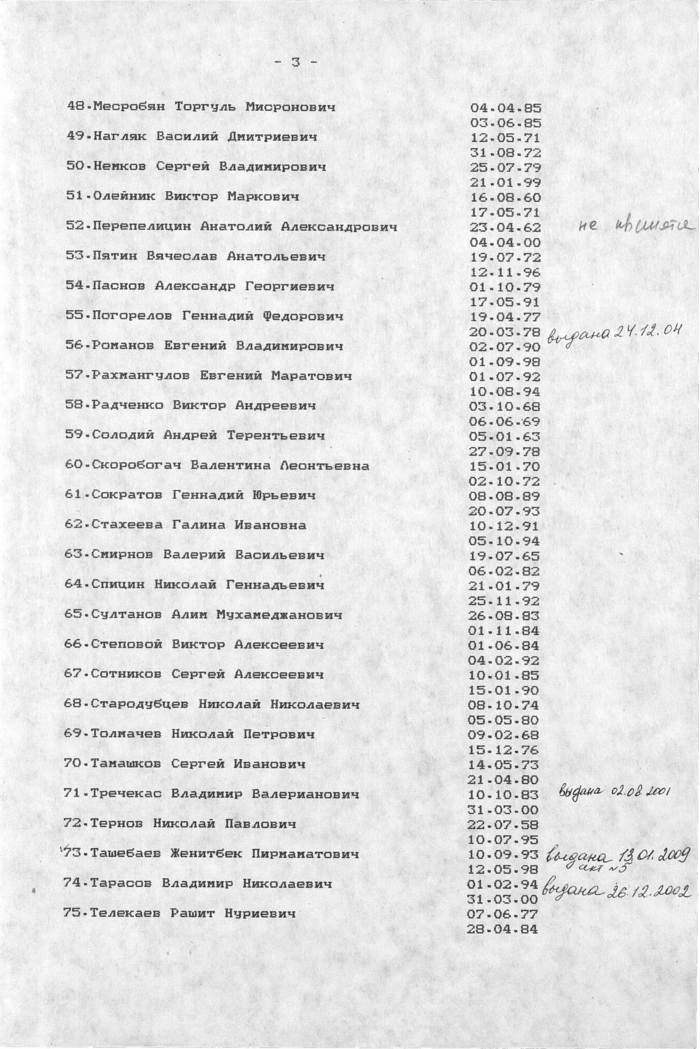 - 3 -
48.Месробян Торгуль Мисронович 04.04.85
03.06.85
49.Нагляк Василий Дмитриевич 12.05.71
31.08.72
50.Немков Сергей Владимирович 25.07.79
21.01.99
51.Олейник Виктор Маркович 16.08.60
17.05.71
52.Перепелицин Анатолий Александрович 23.04.62 не
04.04.00
53.Пятин Вячеслав Анатольевич 19.07.72
12.11.96
54.Паснов Александр Георгиевич 01.10.79
17.05.91
55.Погорелов Геннадий Федорович 19.04.77
20.03.78 выдана 24.12.04
56.Романов Евгений Владимирович 02.07.90
01.09.98
57.Рахмангулов Евгений Маратович 01.07.92
10.08.94
58.Радченко Виктор Андреевич 03.10.68
06.06.69
59.Солодий Андрей Терентьевич 05.01.63
27.09.78
60.Скоробогач Валентина Леонтьевна 15.01.70
02.10.72
61.Сократов Геннадий Юрьевич 08.08.89
20.07.93
62.Стахеева Галина Ивановна 10.12.91
05.10.94
63.Смирнов Валерий Васильевич 19.07.65
06.02.82
64.Спицин Николай Геннадьевич 21.01.79
25.11.92
65.Султанов Алим Мухамеджанович 26.08.83
01.11.84
66.Степовой Виктор Алексеевич 01.06.84
04.02.92
67.Сотников Сергей Алексеевич 10.01.85
15.01.90
68.Стародубцев Николай Николаевич 08.10.74
05.05.80
69.Толмачев Николай Петрович 09.02.68
15.12.76
70.Тамашков Сергей Иванович 14.05.73
21.04.80
71.Тречекас Владимир Валерианович 10.10.83 выдана 02.08.2001
31.03.00
72.Тернов Николай Павлович 22.07.58
10.07.95
73.Ташебаев Женитбек Пирматович 10.09.93 выдана 13.01.2009
12.05.98 акт №5
74.Тарасов Владимир Николаевич 01.02.94 выдана 26.12.2002
31.03.00
75.Телекаев Рашит Нуриевич 07.06.77
28.04.84